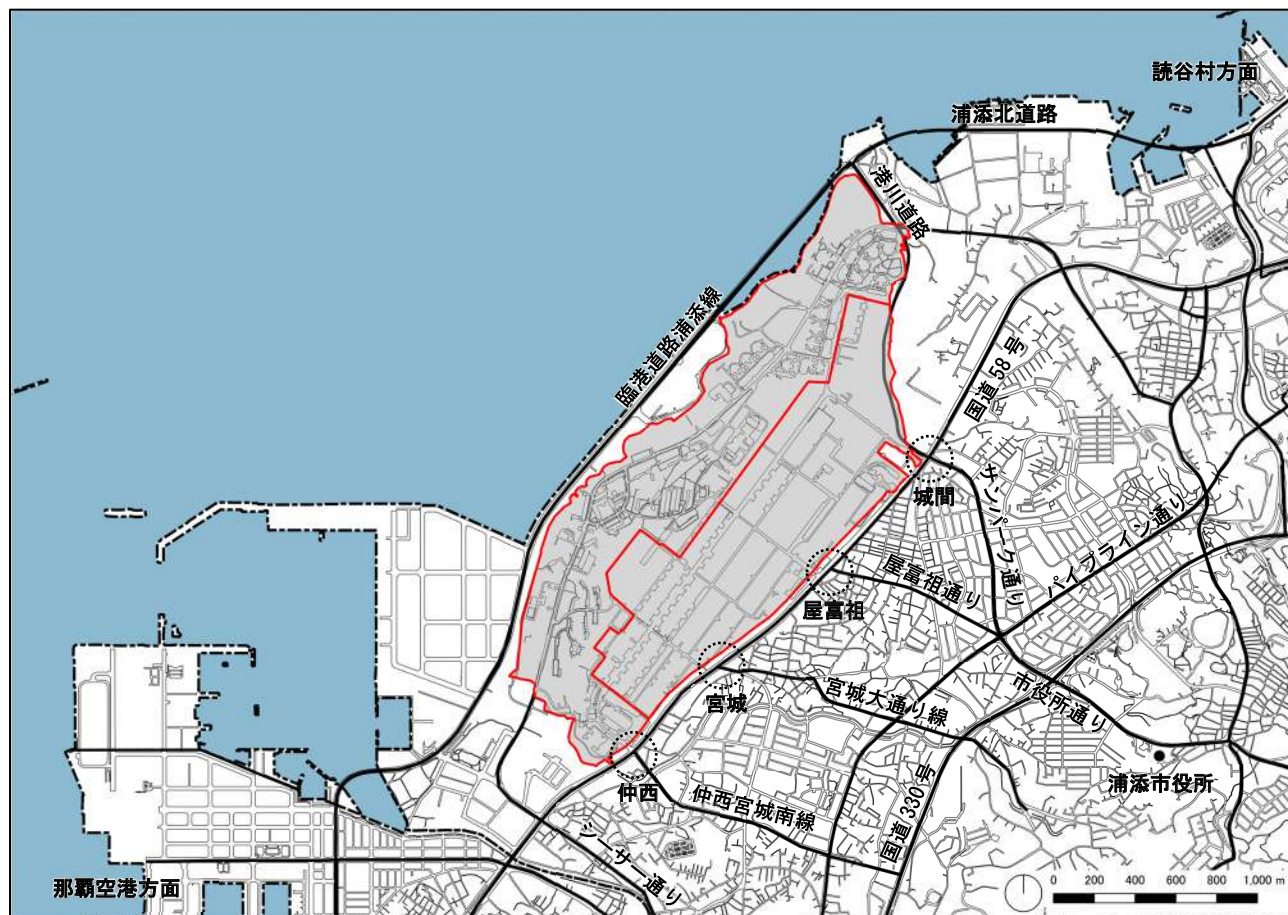 読谷村方面
浦添北道路
港川道路
臨港道路浦添線
国道58号
城間
サンパーク通り
パイプライン通り
屋富祖通り
屋富祖
宮城
宮城大通り線
市役所通り
浦添市役所
仲西
仲西宮城南線
国道330号
シーサー通り
那覇空港方面
0 200 400 600 800 1,000 m